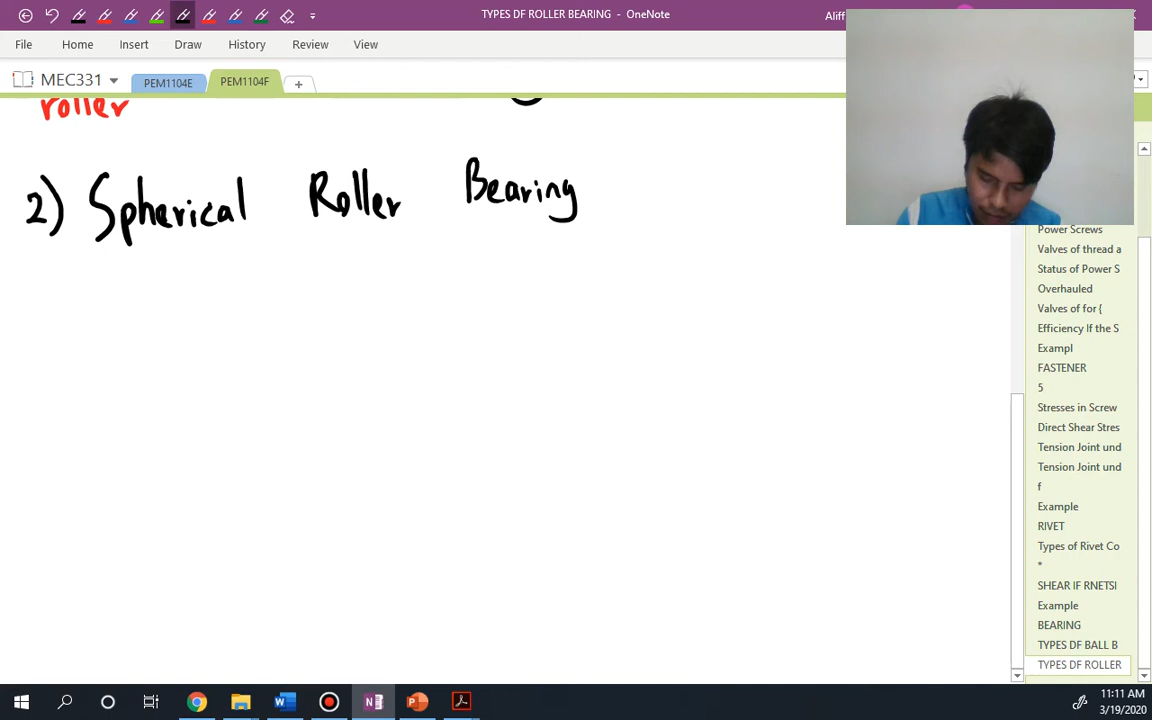 TYPES DF ROLLER BEARING - OneNote
Aliff
File Home Insert Draw History Review View
MEC331 PEM1104E PEM1104F
roller
2) Spherical Roller Bearing
Power Screws
Valves of thread a
Status of Power S
Overhauled
Valves of for {
Efficiency If the S
Exampl
FASTENER
5
Stresses in Screw
Direct Shear Stres
Tension Joint und
Tension Joint und
f
Example
RIVET
Types of Rivet Co
*
SHEAR IF RNETSI
Example
BEARING
TYPES DF BALL B
TYPES DF ROLLER
11:11 AM
3/19/2020